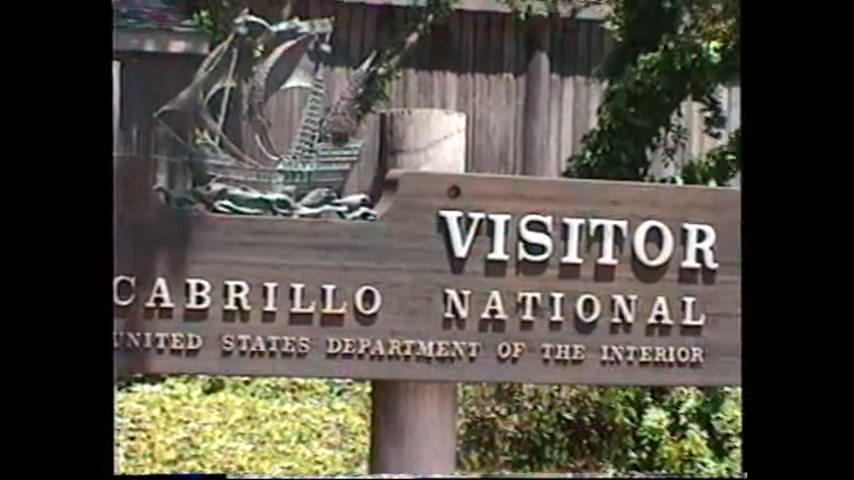 VISITOR
CABRILLO NATIONAL
UNITED STATES DEPARTMENT OF THE INTERIOR